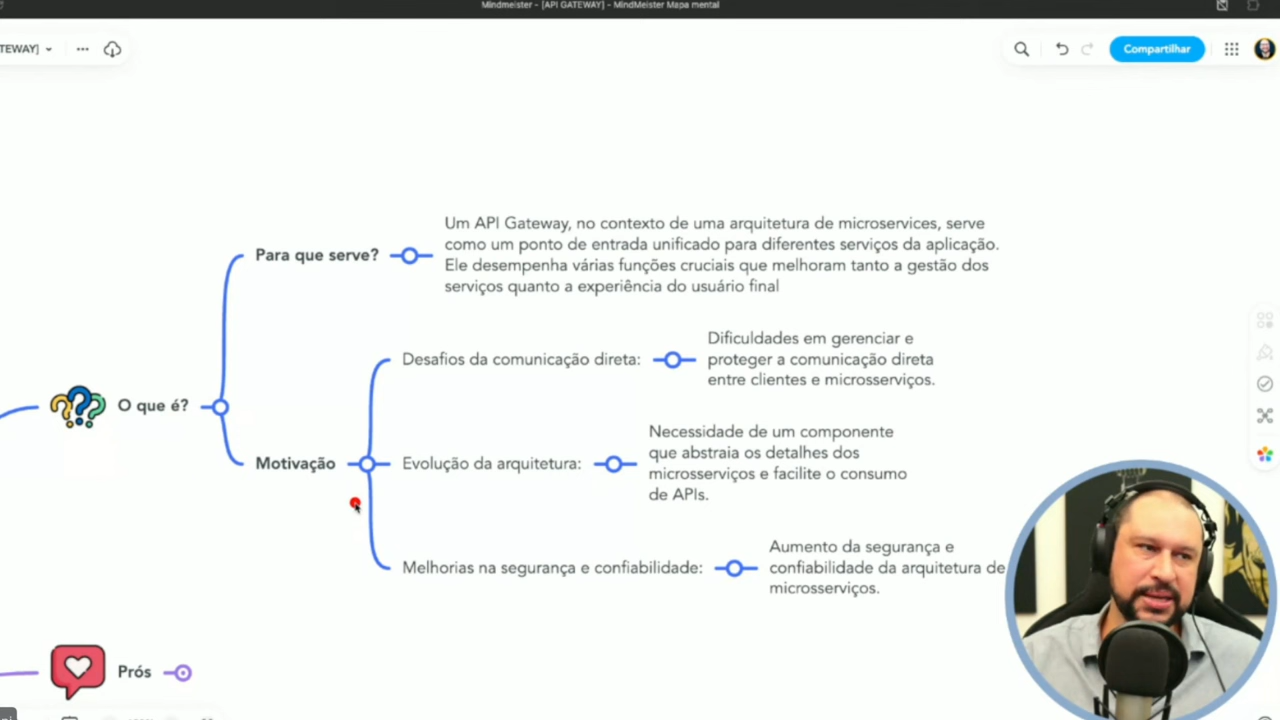 Mindmeister - [API GATEWAY] - MindMeister Mapa mental
TEWAY]
Compartilhar
Um API Gateway, no contexto de uma arquitetura de microservices, serve
como um ponto de entrada unificado para diferentes serviços da aplicação.
Para que serve?
Ele desempenha várias funções cruciais que melhoram tanto a gestão dos
serviços quanto a experiência do usuário final
Dificuldades em gerenciar e
Desafios da comunicação direta:
proteger a comunicação direta
entre clientes e microsserviços.
O que é?
Necessidade de um componente
que abstraia os detalhes dos
Motivação
Evolução da arquitetura:
microsserviços e facilite o consumo
de APIs.
Aumento da segurança e
Melhorias na segurança e confiabilidade:
confiabilidade da arquitetura de
microsserviços.
Prós